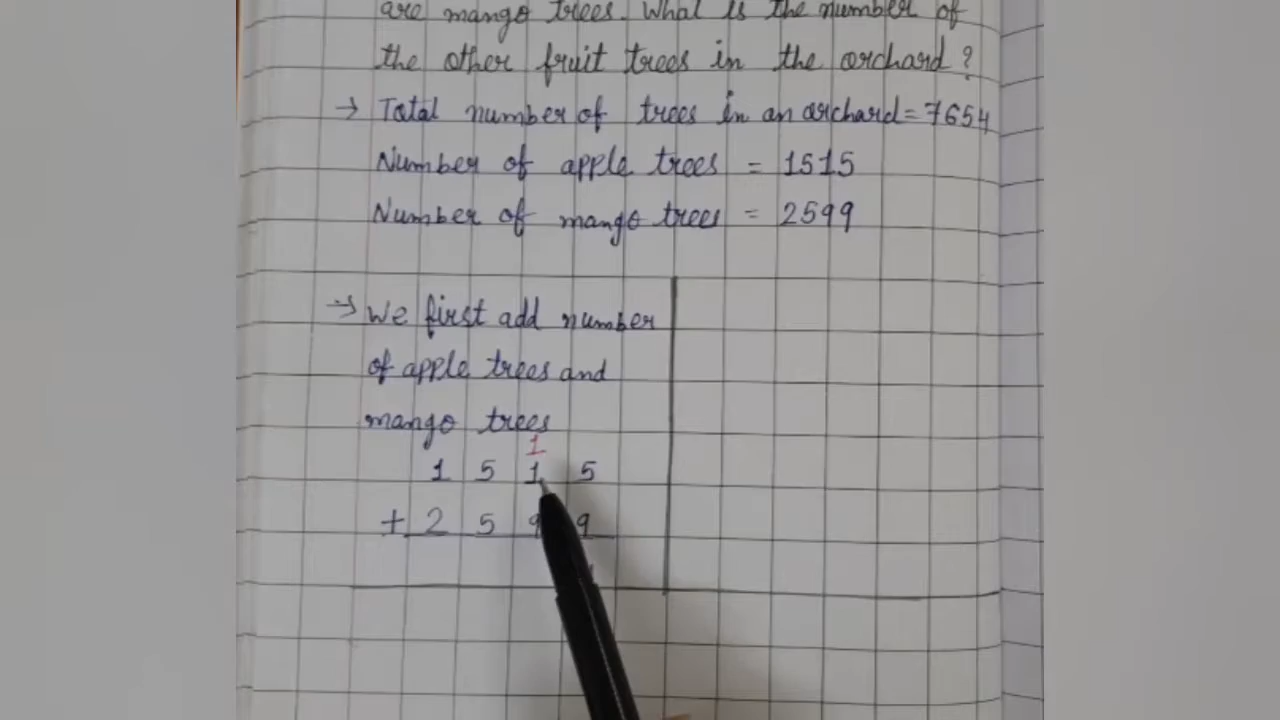 are mango trees. What is the number of
the other fruit trees in the orchard?
→ Total number of trees in an orchard = 7654
Number of apple trees = 1515
Number of mango trees = 2599
→ We first add number
of apple trees and
mango trees
1
1 5 1 5
+ 2 5 9 9